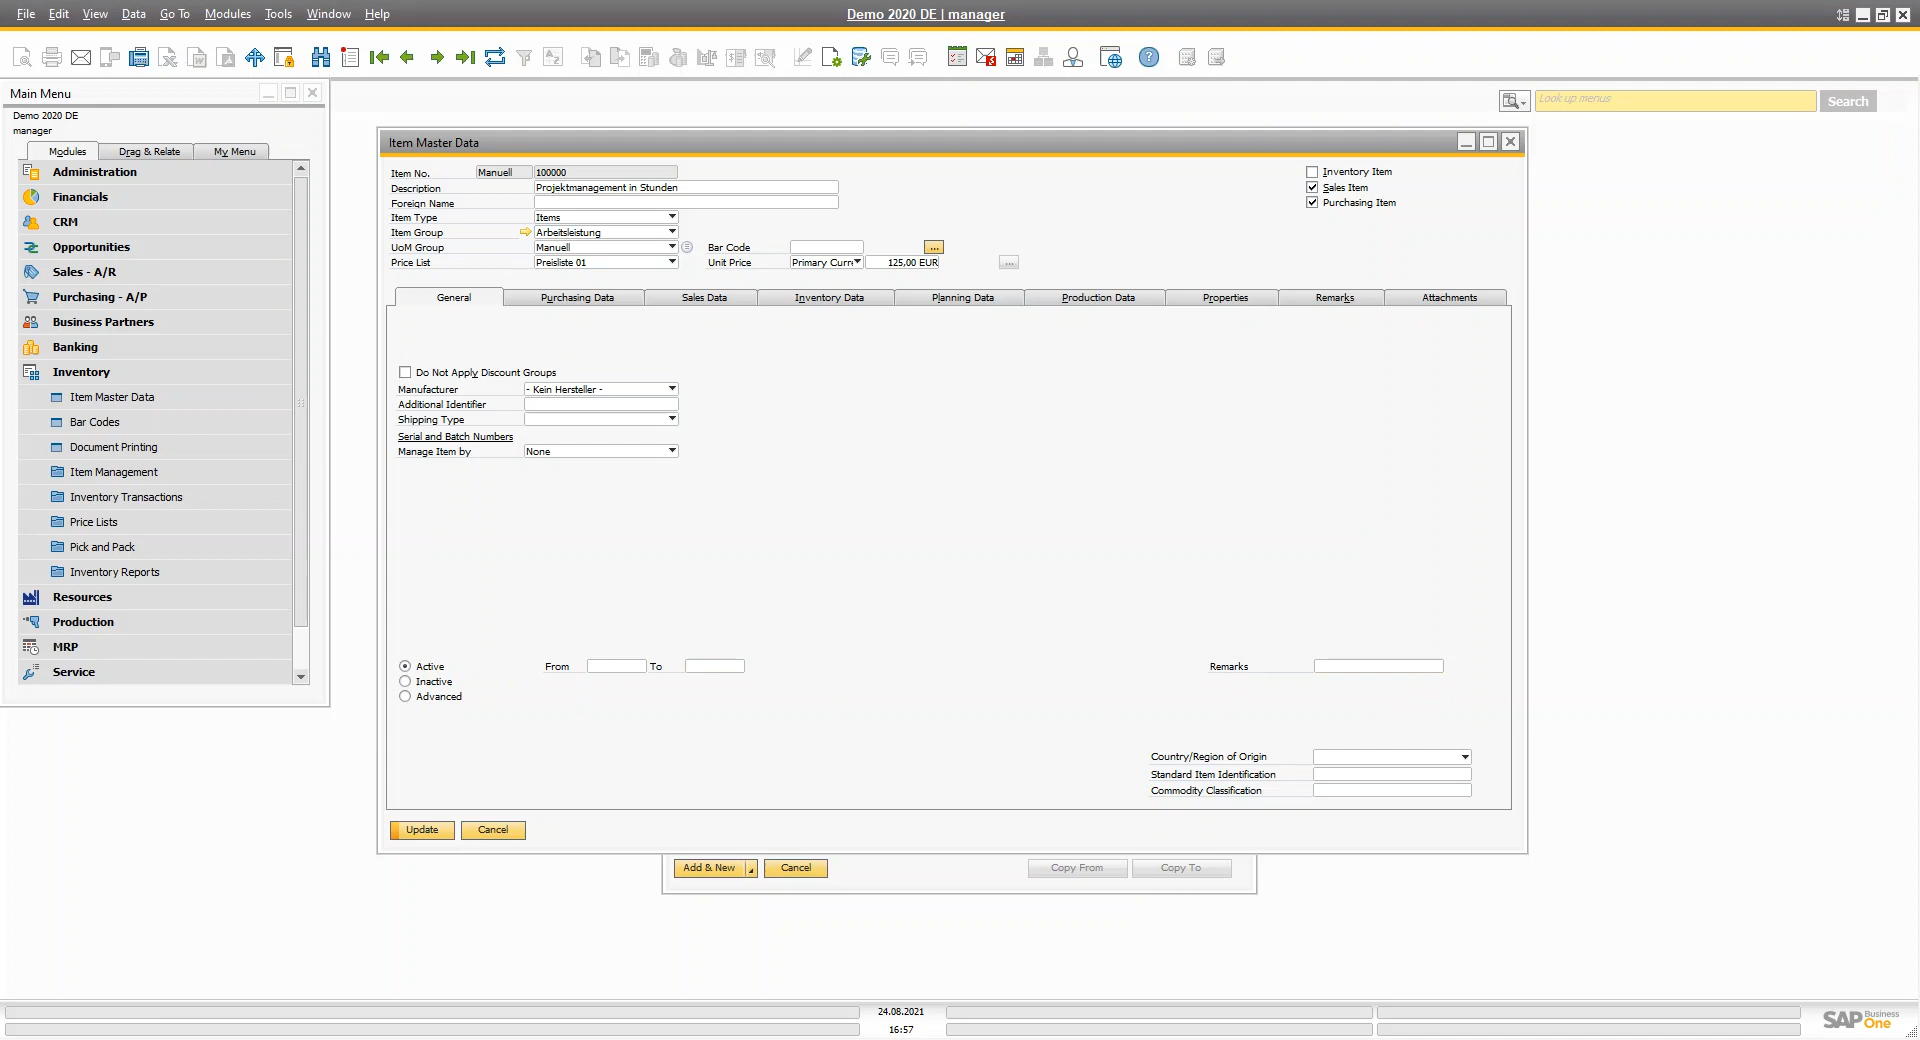 File Edit View Data Go To Modules Tools Window Help
Demo 2020 DE | manager
Main Menu
Demo 2020 DE
manager
Modules Drag & Relate My Menu
Administration
Financials
CRM
Opportunities
Sales - A/R
Purchasing - A/P
Business Partners
Banking
Inventory
Item Master Data
Bar Codes
Document Printing
Item Management
Inventory Transactions
Price Lists
Pick and Pack
Inventory Reports
Resources
Production
MRP
Service
Look up menus
Search
Item Master Data
Item No. Manuell 100000
Description Projektmanagement in Stunden
Foreign Name
Item Type Items
Item Group Arbeitsleistung
UoM Group Manuell Bar Code ...
Price List Preisliste 01 Unit Price Primary Curr 125,00 EUR ...
Inventory Item
Sales Item
Purchasing Item
General Purchasing Data Sales Data Inventory Data Planning Data Production Data Properties Remarks Attachments
Do Not Apply Discount Groups
Manufacturer - Kein Hersteller -
Additional Identifier
Shipping Type
Serial and Batch Numbers
Manage Item by None
Active From To Remarks
Inactive
Advanced
Country/Region of Origin
Standard Item Identification
Commodity Classification
Update Cancel
Add & New Cancel Copy From Copy To
24.08.2021
16:57
SAP Business One